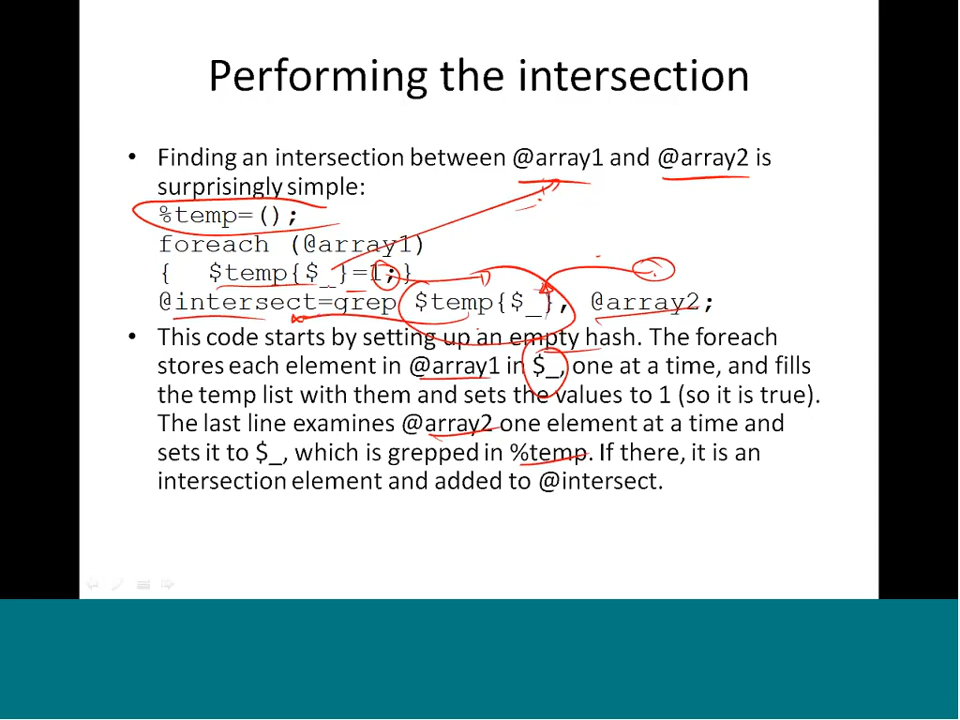 Performing the intersection
• Finding an intersection between @array1 and @array2 is
surprisingly simple:
%temp=();
foreach (@array1)
{ $temp{$_}=1;}
@intersect=grep $temp{$_}, @array2;
• This code starts by setting up an empty hash. The foreach
stores each element in @array1 in $_, one at a time, and fills
the temp list with them and sets the values to 1 (so it is true).
The last line examines @array2 one element at a time and
sets it to $_, which is grepped in %temp. If there, it is an
intersection element and added to @intersect.